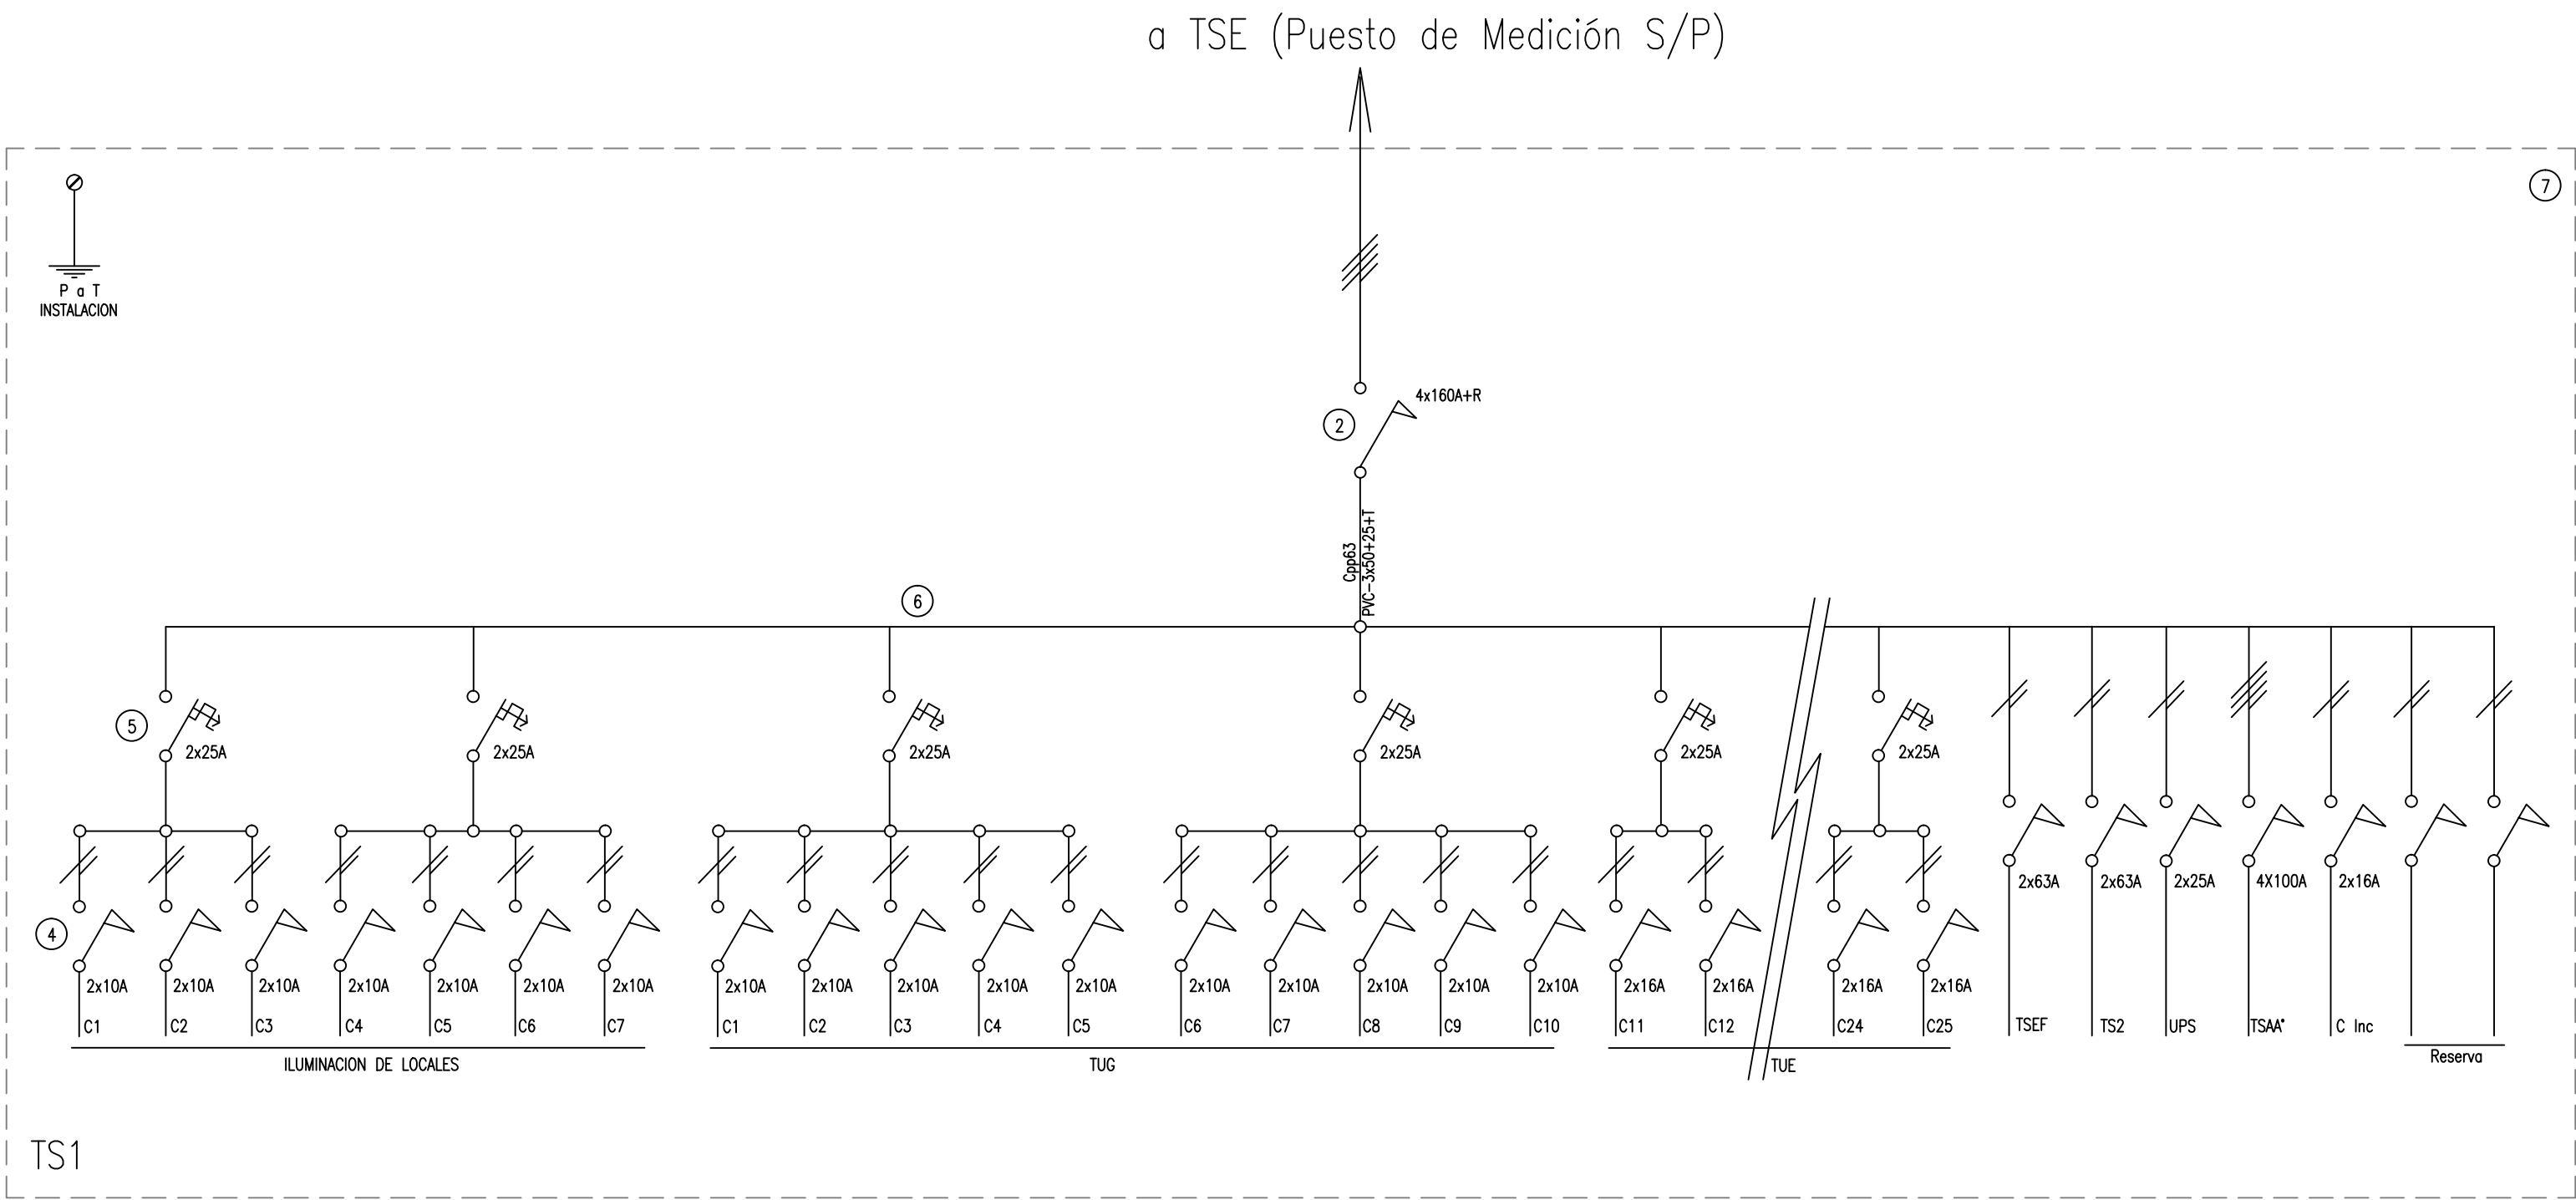 a TSE (Puesto de Medición S/P)
7
P a T
INSTALACION
4x160A+R
2
Cpp63
PVC-3x50+25+T
6
5
2x25A 2x25A 2x25A 2x25A 2x25A 2x25A
2x63A 2x63A 2x25A 4X100A 2x16A
4
2x10A 2x10A 2x10A 2x10A 2x10A 2x10A 2x10A 2x10A 2x10A 2x10A 2x10A 2x10A 2x10A 2x10A 2x10A 2x10A 2x10A 2x16A 2x16A 2x16A 2x16A
C1 C2 C3 C4 C5 C6 C7 C1 C2 C3 C4 C5 C6 C7 C8 C9 C10 C11 C12 C24 C25 TSEF TS2 UPS TSAA* C Inc
ILUMINACION DE LOCALES TUG TUE Reserva
TS1